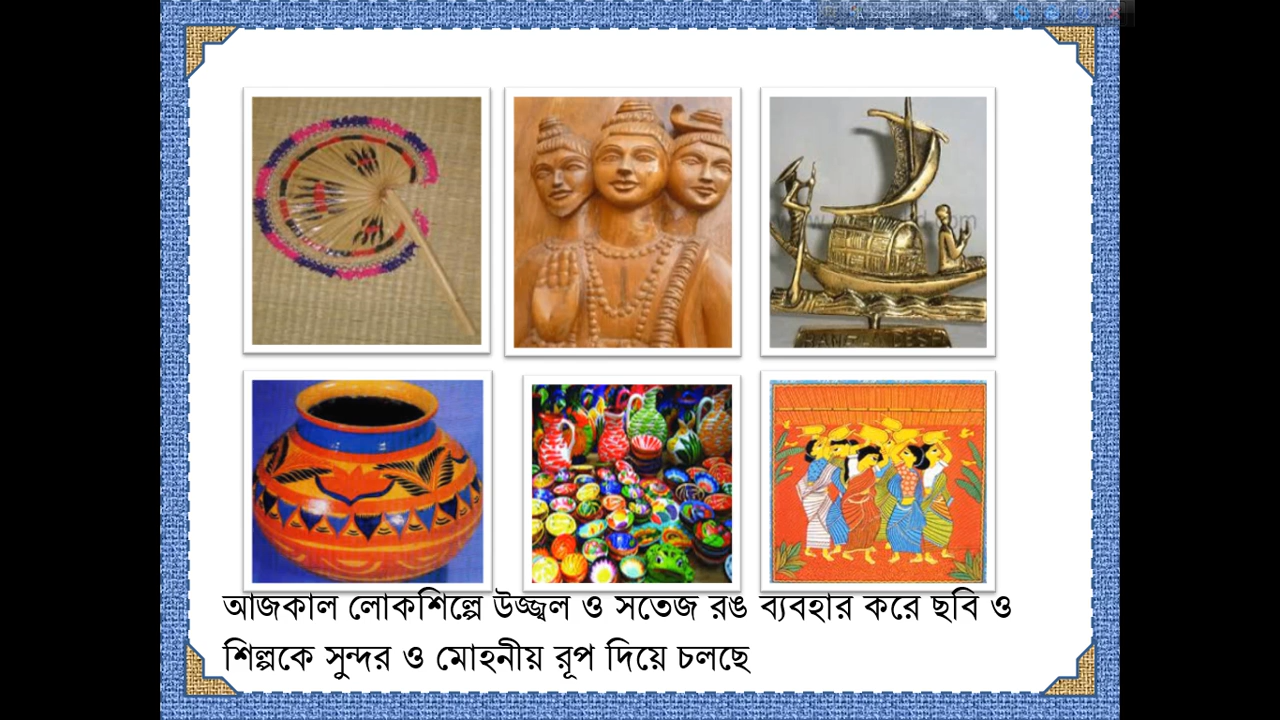 আজকাল লোকশিল্পে উজ্জ্বল ও সতেজ রঙ ব্যবহার করে ছবি ও
শিল্পকে সুন্দর ও মোহনীয় রূপ দিয়ে চলছে